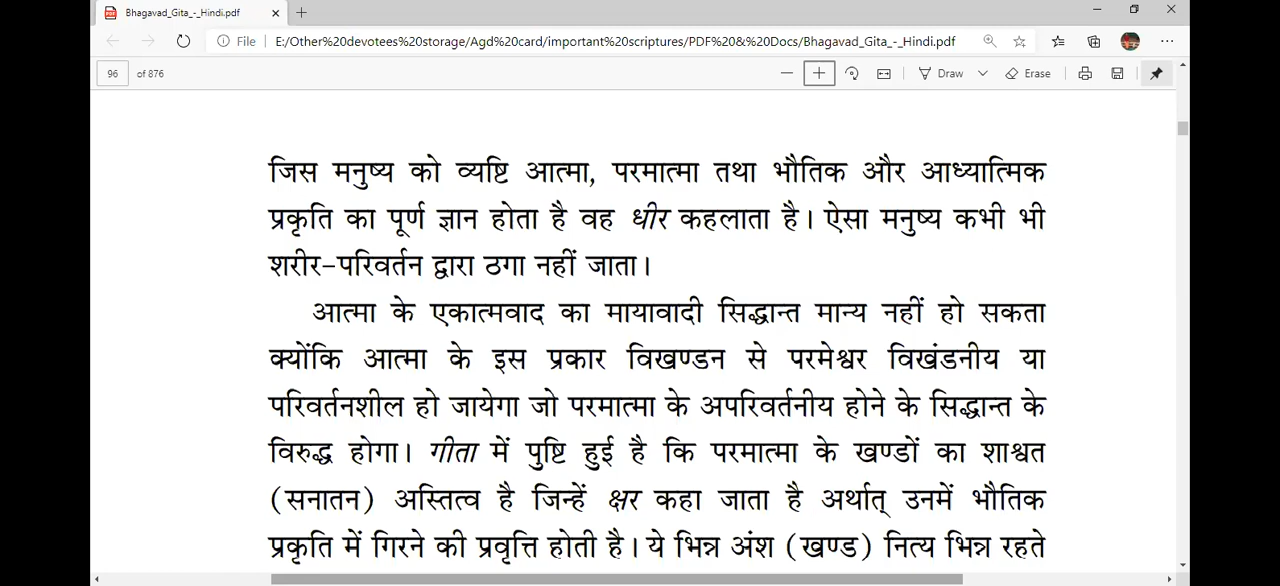 Bhagavad_Gita_-_Hindi.pdf
File | E:/Other%20devotees%20storage/Agd%20card/important%20scriptures/PDF%20&%20Docs/Bhagavad_Gita_-_Hindi.pdf
96 of 876 Draw Erase
जिस मनुष्य को व्यष्टि आत्मा, परमात्मा तथा भौतिक और आध्यात्मिक
प्रकृति का पूर्ण ज्ञान होता है वह धीर कहलाता है। ऐसा मनुष्य कभी भी
शरीर-परिवर्तन द्वारा ठगा नहीं जाता।
आत्मा के एकात्मवाद का मायावादी सिद्धान्त मान्य नहीं हो सकता
क्योंकि आत्मा के इस प्रकार विखण्डन से परमेश्वर विखंडनीय या
परिवर्तनशील हो जायेगा जो परमात्मा के अपरिवर्तनीय होने के सिद्धान्त के
विरुद्ध होगा। गीता में पुष्टि हुई है कि परमात्मा के खण्डों का शाश्वत
(सनातन) अस्तित्व है जिन्हें क्षर कहा जाता है अर्थात् उनमें भौतिक
प्रकृति में गिरने की प्रवृत्ति होती है। ये भिन्न अंश (खण्ड) नित्य भिन्न रहते